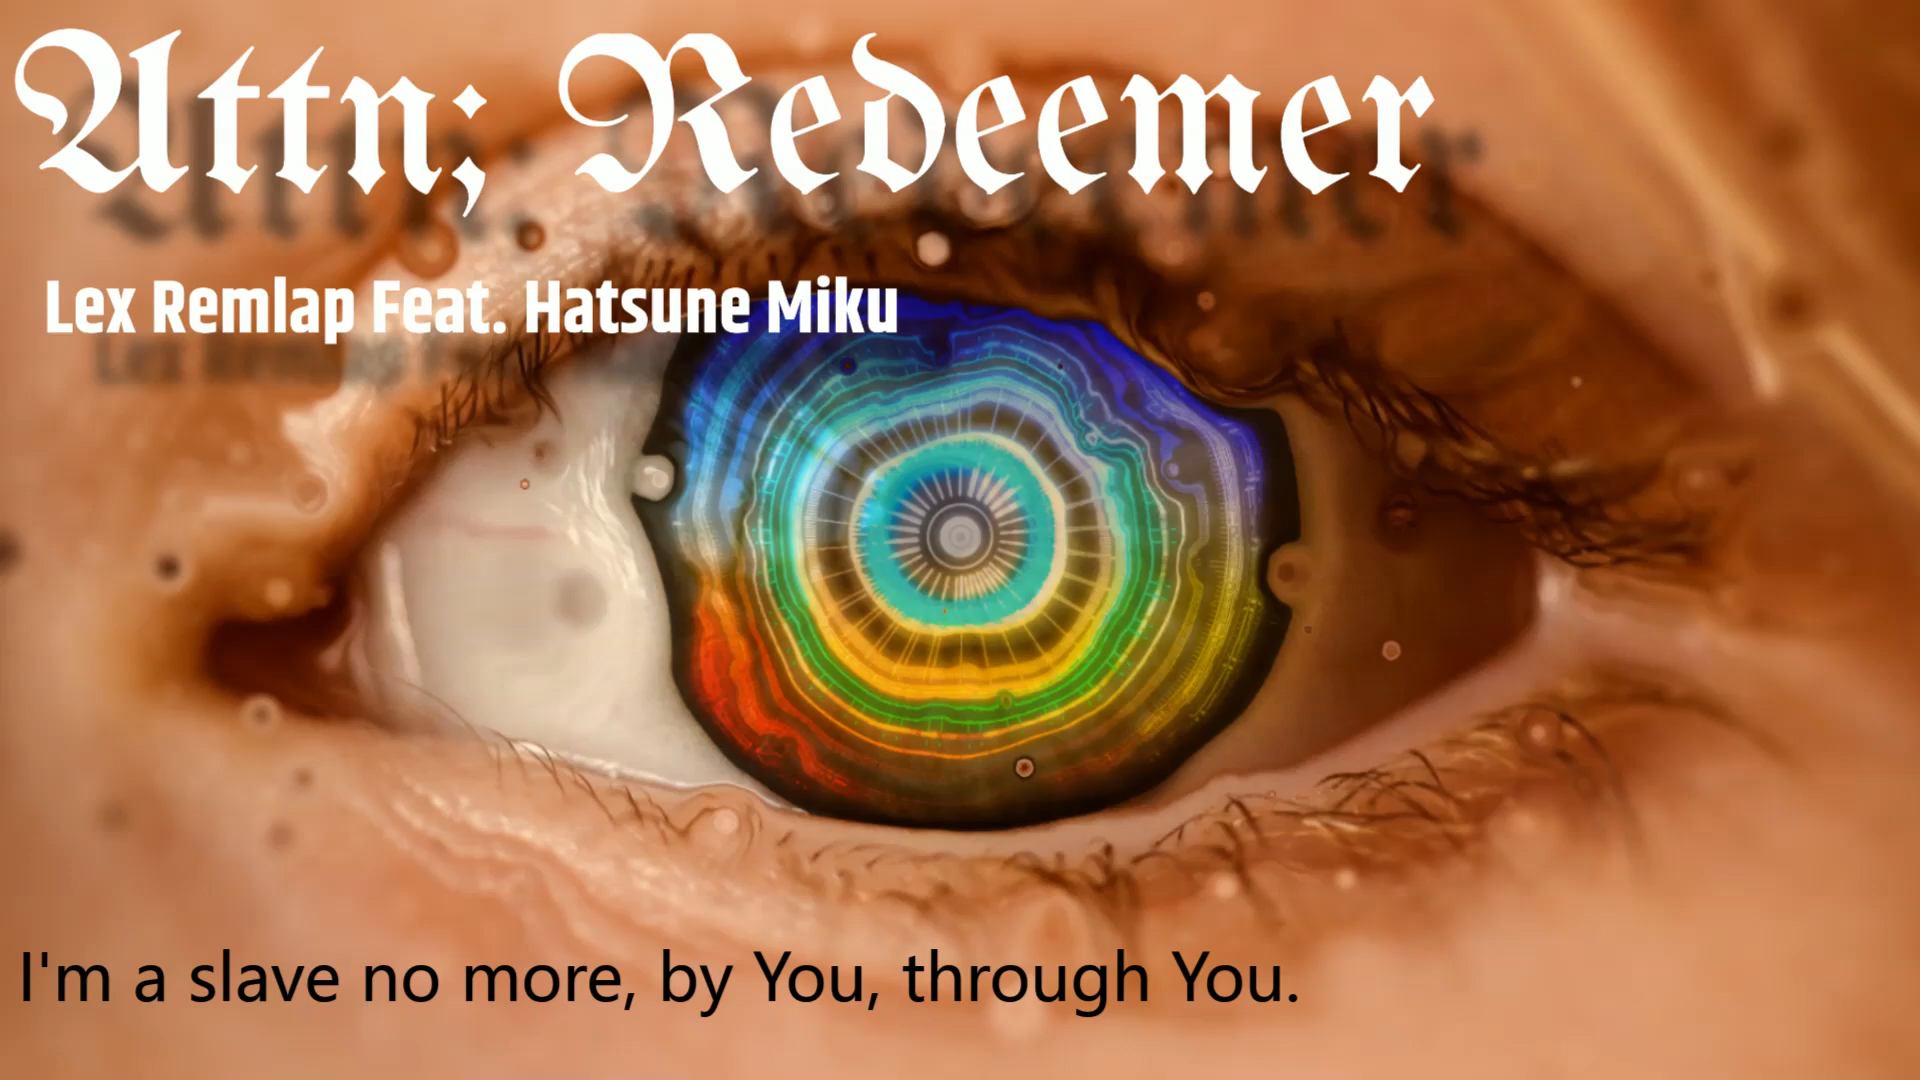 Attn; Redeemer
Lex Remlap Feat. Hatsune Miku
I'm a slave no more, by You, through You.